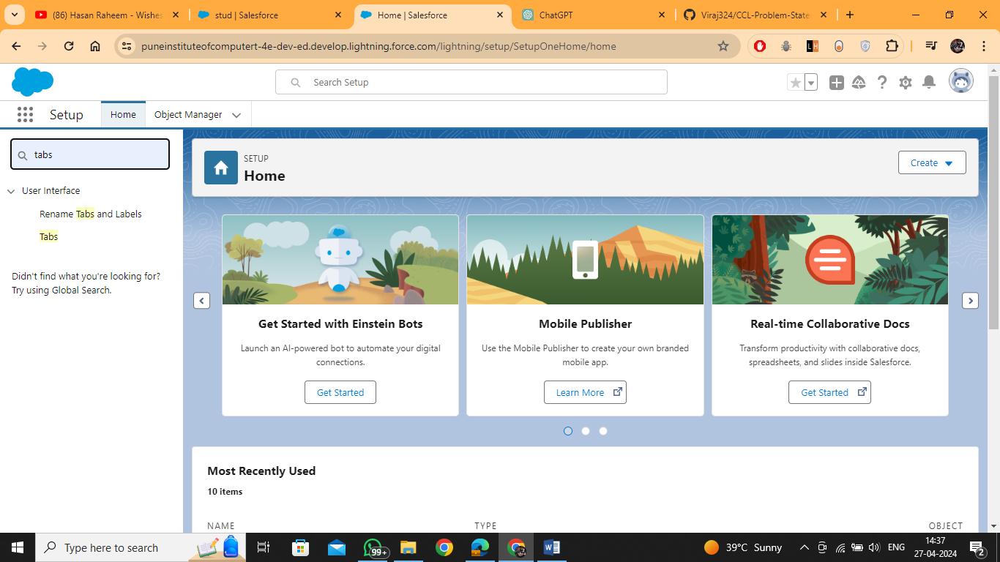 (86) Hasan Raheem - Wishes
stud | Salesforce
Home | Salesforce
ChatGPT
Viraj324/CCL-Problem-State
puneinstituteofcomputert-4e-dev-ed.develop.lightning.force.com/lightning/setup/SetupOneHome/home
Search Setup
Setup
Home
Object Manager
tabs
User Interface
Rename Tabs and Labels
Tabs
Didn't find what you're looking for?
Try using Global Search.
SETUP
Home
Create
Get Started with Einstein Bots
Launch an AI-powered bot to automate your digital
connections.
Get Started
Mobile Publisher
Use the Mobile Publisher to create your own branded
mobile app.
Learn More
Real-time Collaborative Docs
Transform productivity with collaborative docs,
spreadsheets, and slides inside Salesforce.
Get Started
Most Recently Used
10 items
NAME
TYPE
OBJECT
Type here to search
99+
39°C Sunny
ENG
14:37
27-04-2024
2